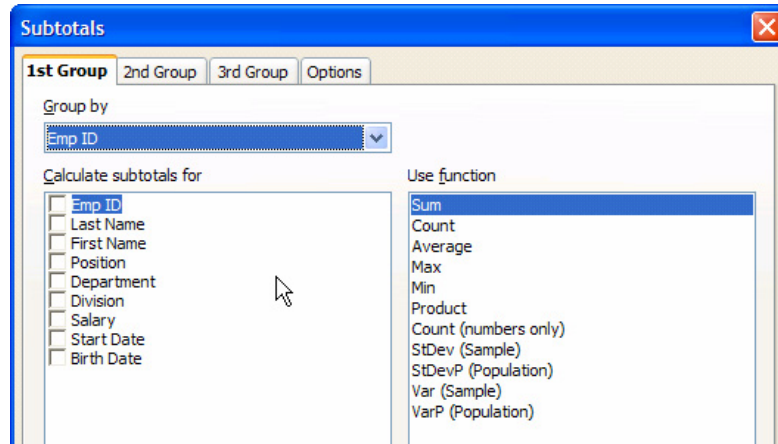 Subtotals
1st Group 2nd Group 3rd Group Options
Group by
Emp ID
Calculate subtotals for
Emp ID
Last Name
First Name
Position
Department
Division
Salary
Start Date
Birth Date
Use function
Sum
Count
Average
Max
Min
Product
Count (numbers only)
StDev (Sample)
StDevP (Population)
Var (Sample)
VarP (Population)